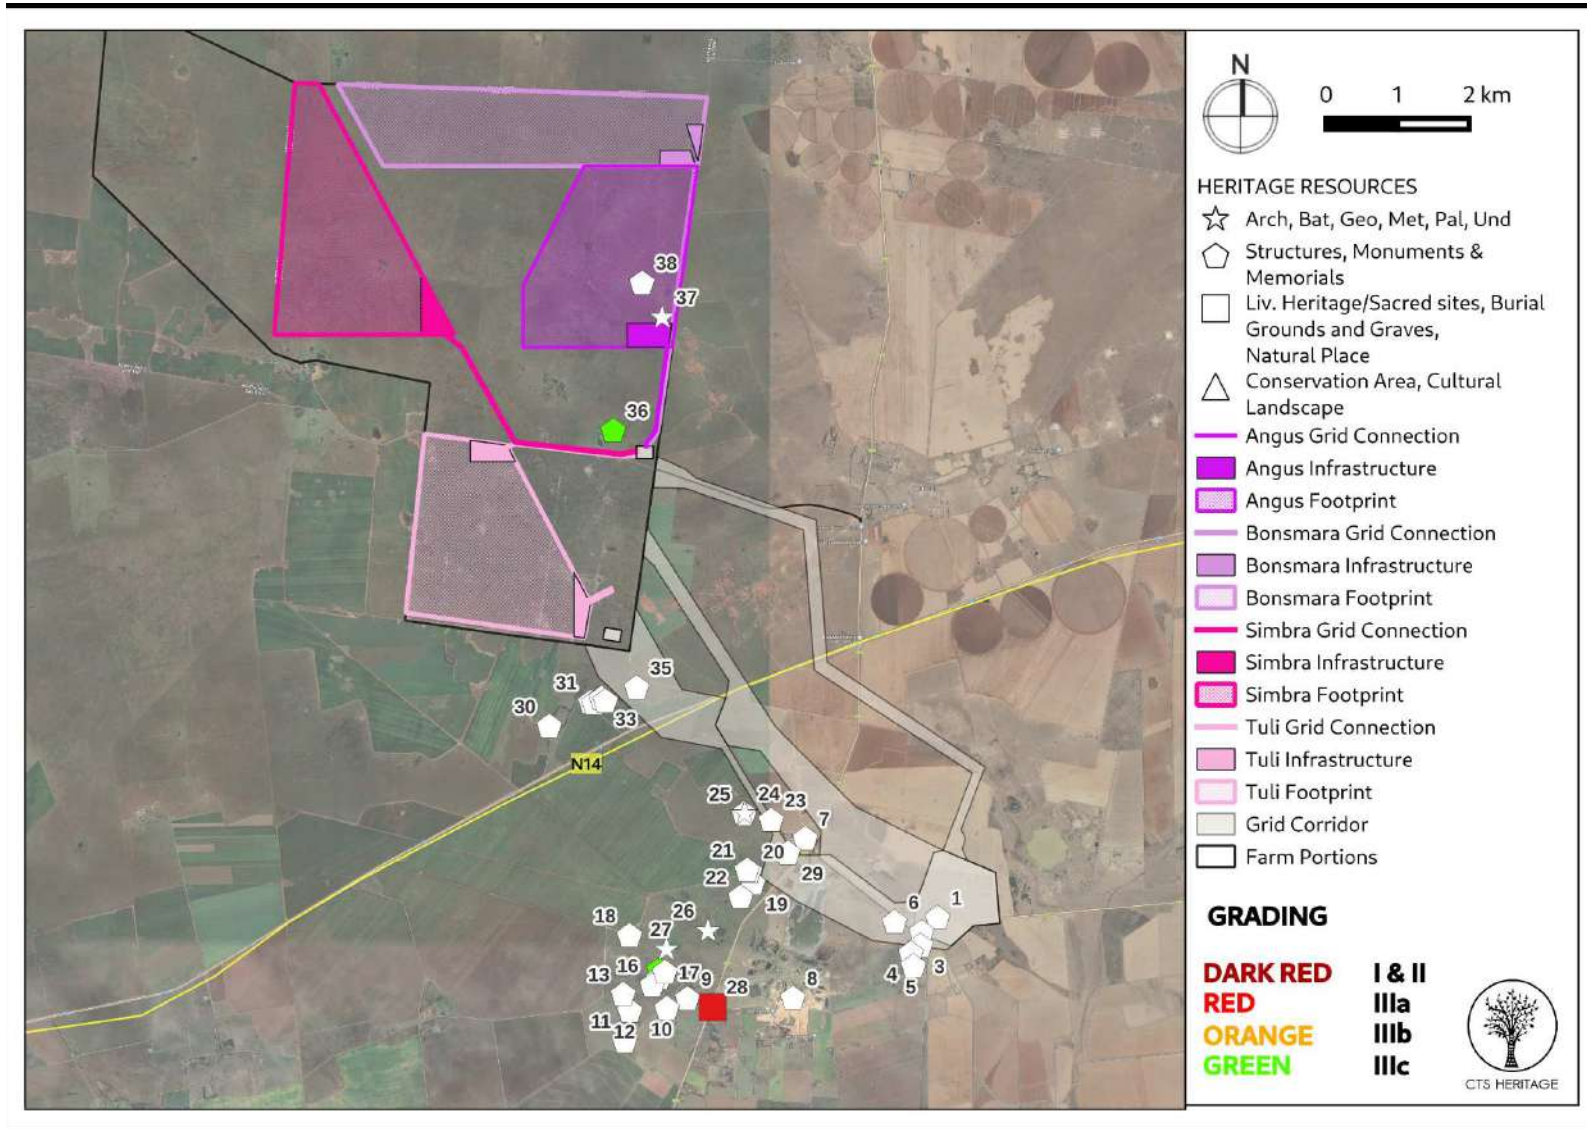 N
0 1 2 km
HERITAGE RESOURCES
Arch, Bat, Geo, Met, Pal, Und
Structures, Monuments &
Memorials
Liv. Heritage/Sacred sites, Burial
Grounds and Graves,
Natural Place
Conservation Area, Cultural
Landscape
Angus Grid Connection
Angus Infrastructure
Angus Footprint
Bonsmara Grid Connection
Bonsmara Infrastructure
Bonsmara Footprint
Simbra Grid Connection
Simbra Infrastructure
Simbra Footprint
Tuli Grid Connection
Tuli Infrastructure
Tuli Footprint
Grid Corridor
Farm Portions
GRADING
DARK RED I & II
RED IIIa
ORANGE IIIb
GREEN IIIc
CTS HERITAGE
38
37
36
35
31
30
33
N14
25
24
23
7
21
20
22
29
19
6
1
18
26
27
13
16
17
9
28
8
4
3
5
11
12
10